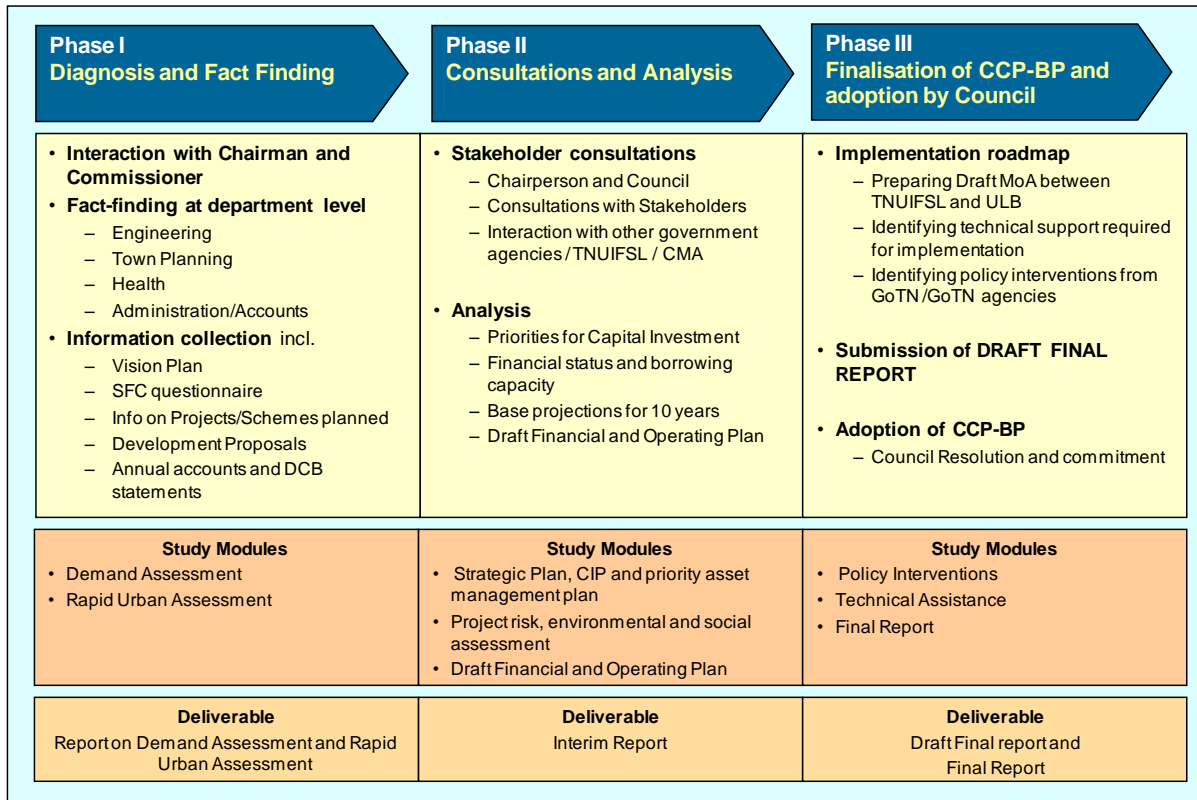 Phase I
Diagnosis and Fact Finding
Phase II
Consultations and Analysis
Phase III
Finalisation of CCP-BP and
adoption by Council
• Interaction with Chairman and
Commissioner
• Fact-finding at department level
– Engineering
– Town Planning
– Health
– Administration/Accounts
• Information collection incl.
– Vision Plan
– SFC questionnaire
– Info on Projects/Schemes planned
– Development Proposals
– Annual accounts and DCB
statements
• Stakeholder consultations
– Chairperson and Council
– Consultations with Stakeholders
– Interaction with other government
agencies / TNUIFSL / CMA
• Analysis
– Priorities for Capital Investment
– Financial status and borrowing
capacity
– Base projections for 10 years
– Draft Financial and Operating Plan
• Implementation roadmap
– Preparing Draft MoA between
TNUIFSL and ULB
– Identifying technical support required
for implementation
– Identifying policy interventions from
GoTN/GoTN agencies
• Submission of DRAFT FINAL
REPORT
• Adoption of CCP-BP
– Council Resolution and commitment
Study Modules
• Demand Assessment
• Rapid Urban Assessment
Study Modules
• Strategic Plan, CIP and priority asset
management plan
• Project risk, environmental and social
assessment
• Draft Financial and Operating Plan
Study Modules
• Policy Interventions
• Technical Assistance
• Final Report
Deliverable
Report on Demand Assessment and Rapid
Urban Assessment
Deliverable
Interim Report
Deliverable
Draft Final report and
Final Report